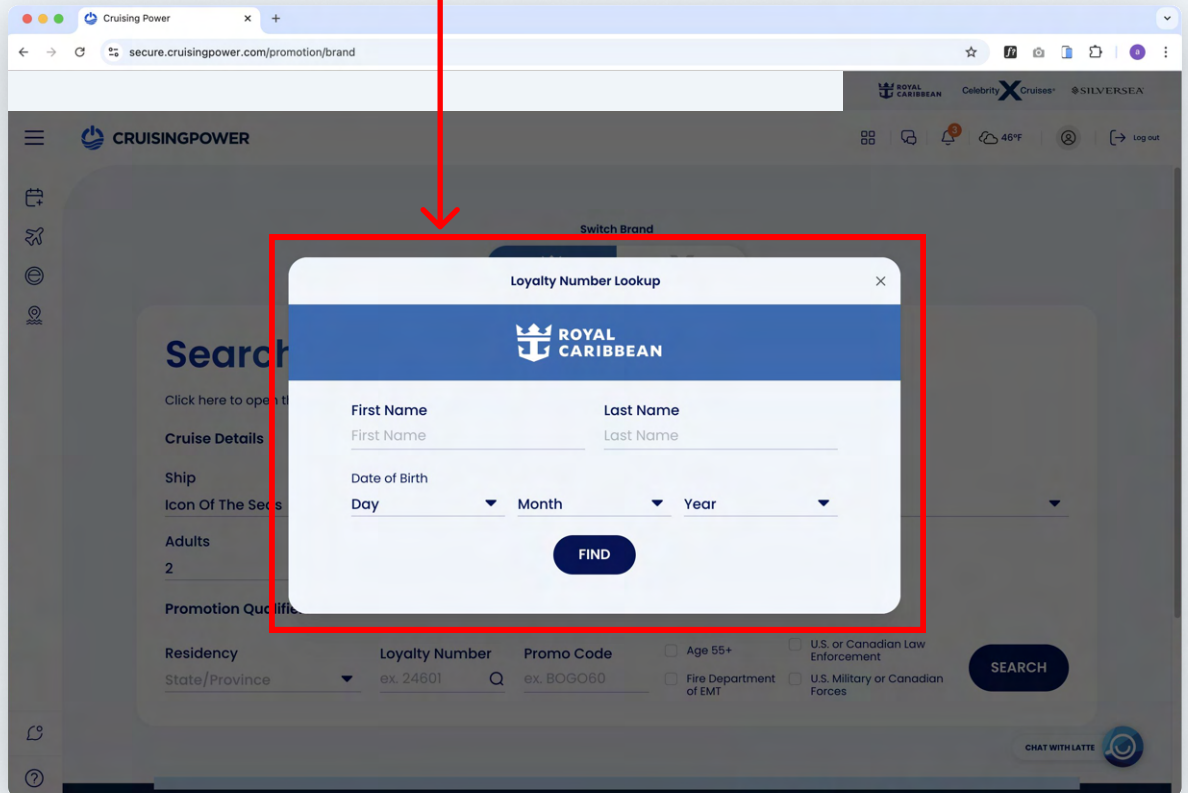 Cruising Power
secure.cruisingpower.com/promotion/brand
a
ROYAL CARIBBEAN Celebrity X Cruises® SILVERSEA
CRUISINGPOWER
3
46°F
Log out
Switch Brand
Loyalty Number Lookup
ROYAL
CARIBBEAN
Search
Click here to open
First Name Last Name
First Name Last Name
Cruise Details
Ship
Date of Birth
Icon Of The Seas
Day Month Year
Adults
2
FIND
Promotion
Residency Loyalty Number Promo Code Age 55+ U.S. or Canadian Law
Enforcement
State/Province ex. 24601 ex. BOGO60 Fire Department U.S. Military or Canadian
of EMT Forces
SEARCH
CHAT WITH LATTE